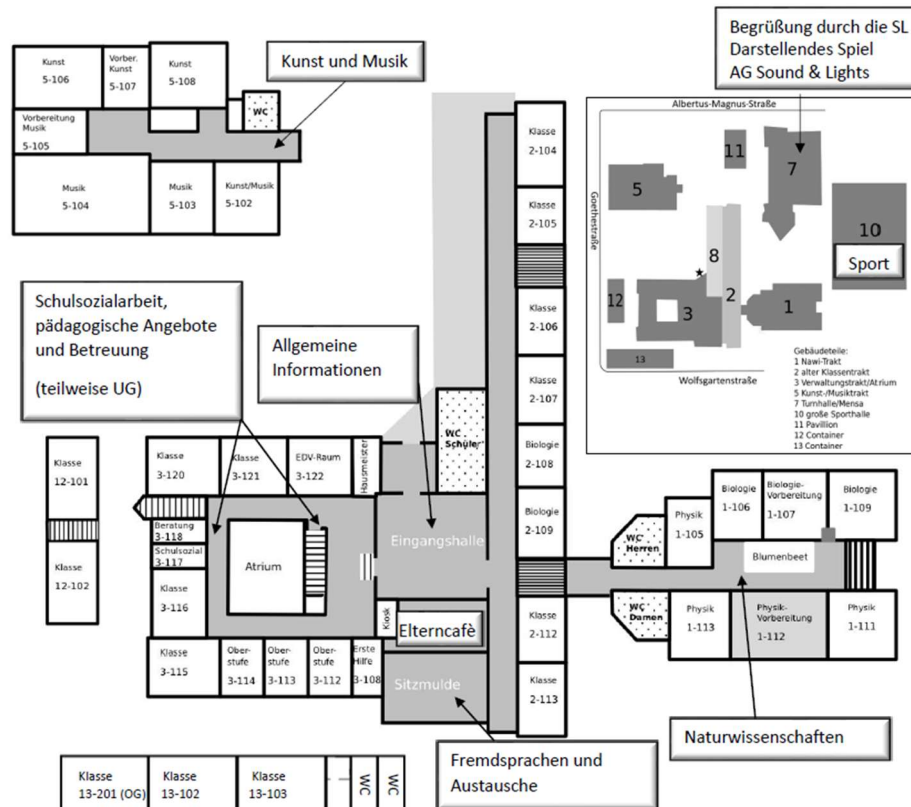 Kunst
5-106
Vorber.
Kunst
5-107
Kunst
5-108
WC
Vorbereitung
Musik
5-105
Musik
5-104
Musik
5-103
Kunst/Musik
5-102
Kunst und Musik
Begrüßung durch die SL
Darstellendes Spiel
AG Sound & Lights
Albertus-Magnus-Straße
Goethestraße
Wolfsgartenstraße
11
7
5
10
Sport
8
2
12
3
1
13
Gebäudeteile:
1 Nawi-Trakt
2 alter Klassentrakt
3 Verwaltungstrakt/Atrium
5 Kunst-/Musiktrakt
7 Turnhalle/Mensa
10 große Sporthalle
11 Pavillion
12 Container
13 Container
Klasse
2-104
Klasse
2-105
Klasse
2-106
Klasse
2-107
Biologie
2-108
Biologie
2-109
Klasse
2-112
Klasse
2-113
Schulsozialarbeit,
pädagogische Angebote
und Betreuung
(teilweise UG)
Allgemeine
Informationen
WC
Schüler
Klasse
12-101
Klasse
12-102
Klasse
3-120
Klasse
3-121
EDV-Raum
3-122
Hausmeister
Beratung
3-118
Schulsozial
3-117
Klasse
3-116
Klasse
3-115
Atrium
Eingangshalle
Kiosk
Elterncafè
Ober-
stufe
3-114
Ober-
stufe
3-113
Ober-
stufe
3-112
Erste
Hilfe
3-108
Sitzmulde
WC
Herren
WC
Damen
Physik
1-105
Biologie
1-106
Biologie-
Vorbereitung
1-107
Biologie
1-109
Blumenbeet
Physik
1-113
Physik-
Vorbereitung
1-112
Physik
1-111
Naturwissenschaften
Fremdsprachen und
Austausche
Klasse
13-201 (OG)
Klasse
13-102
Klasse
13-103
WC
WC